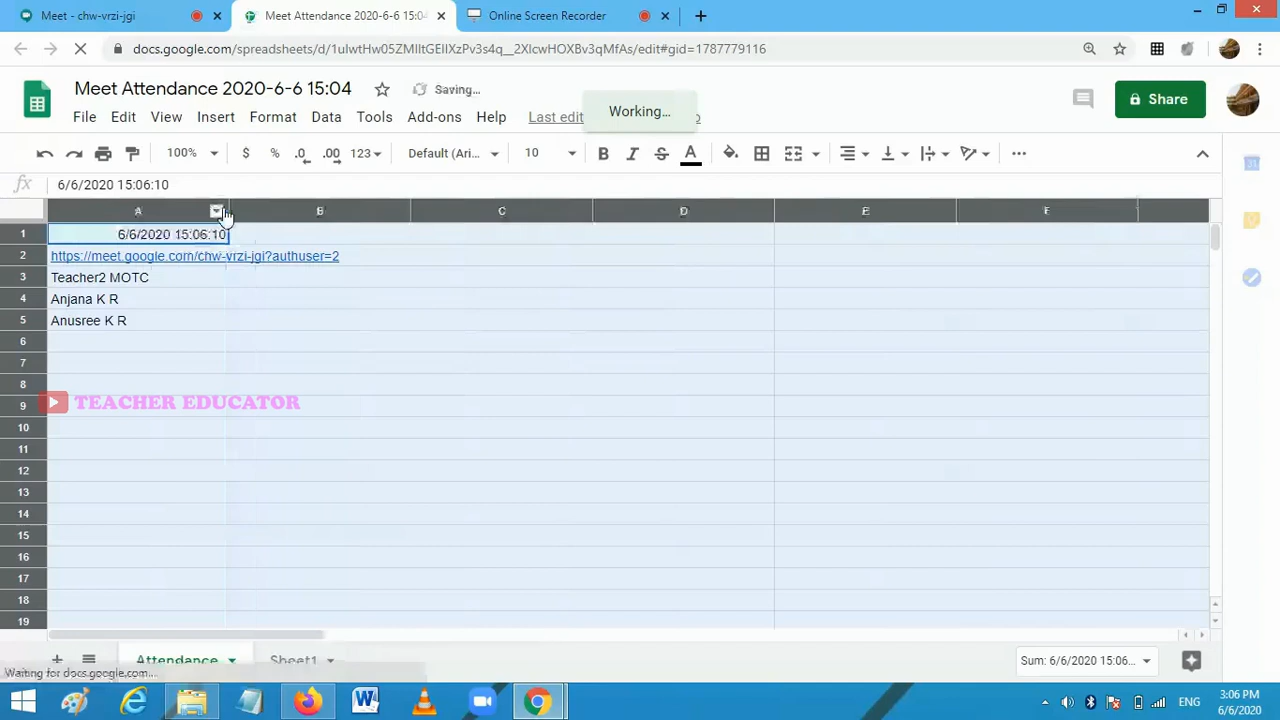 Meet - chw-vrzi-jgi
Meet Attendance 2020-6-6 15:04
Online Screen Recorder
docs.google.com/spreadsheets/d/1ulwtHw05ZMlItGEIIXzPv3s4q__2XlcwHOXBv3qMfAs/edit#gid=1787779116
Meet Attendance 2020-6-6 15:04
Saving...
Working...
Share
File Edit View Insert Format Data Tools Add-ons Help Last edit
100% $ % .0 .00 123 Default (Ari... 10 B I S A
fx 6/6/2020 15:06:10
A B C D E F
1 6/6/2020 15:06:10
2 https://meet.google.com/chw-vrzi-jgi?authuser=2
3 Teacher2 MOTC
4 Anjana K R
5 Anusree K R
6
7
8
9
TEACHER EDUCATOR
10
11
12
13
14
15
16
17
18
19
Attendance Sheet1 Sum: 6/6/2020 15:06...
Waiting for docs.google.com...
ENG
3:06 PM
6/6/2020